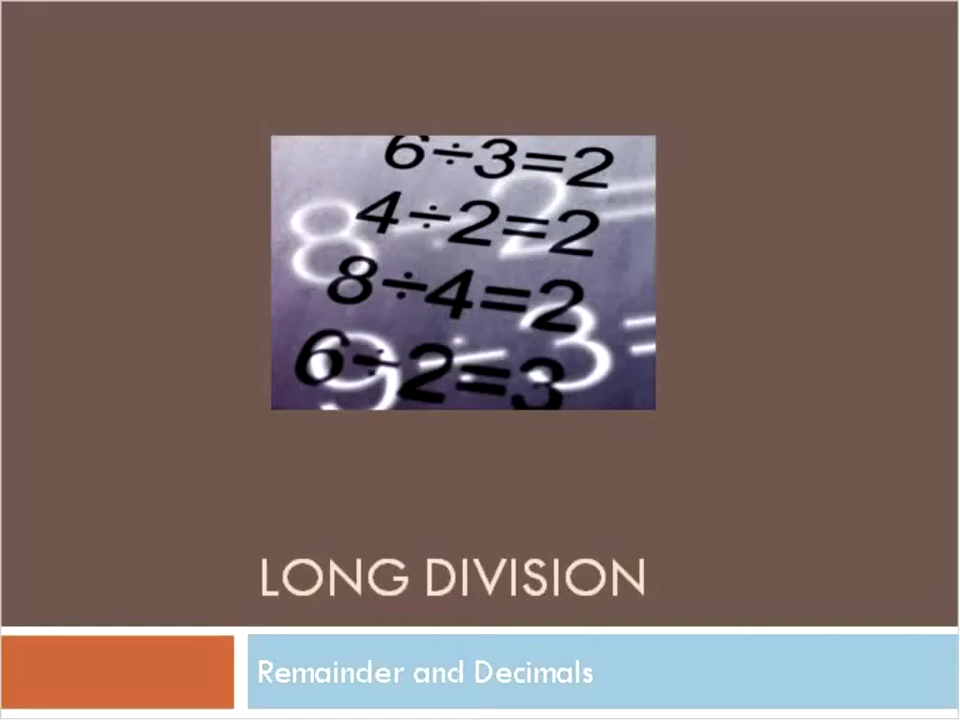 6÷3=2
4÷2=2
8÷4=2
6÷2=3
LONG DIVISION
Remainder and Decimals